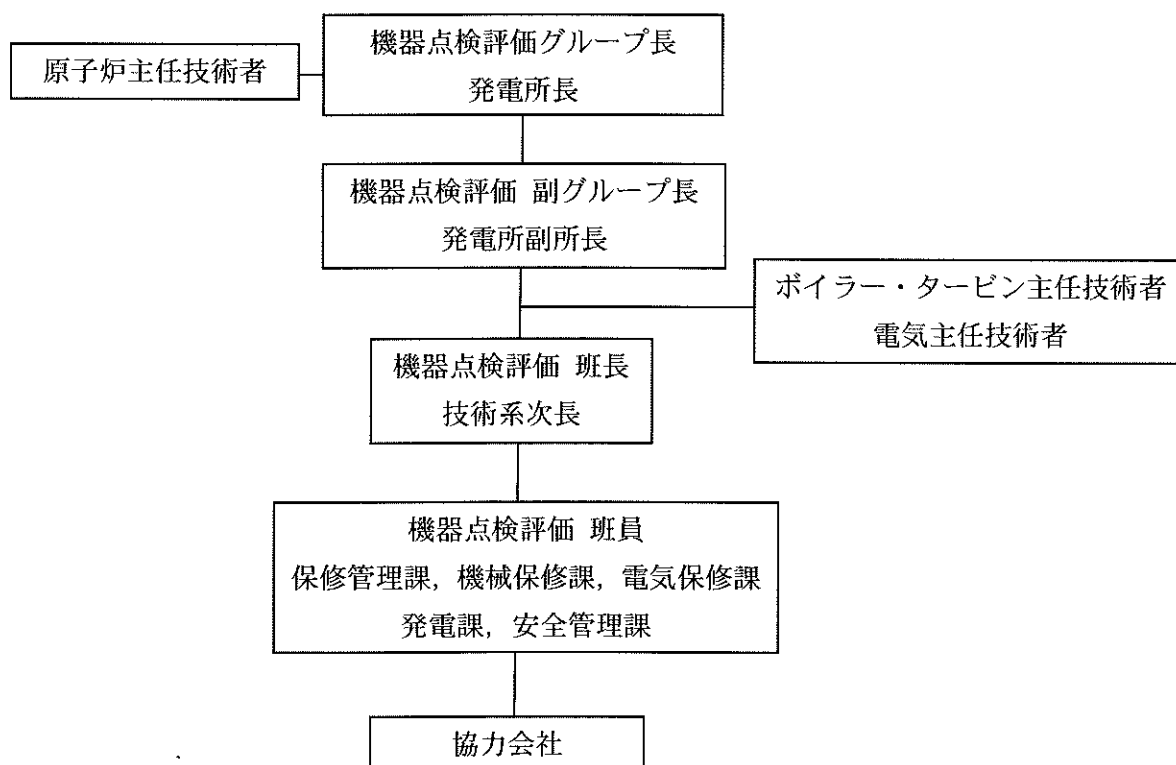 機器点検評価グループ長
発電所長
原子炉主任技術者
機器点検評価 副グループ長
発電所副所長
ボイラー・タービン主任技術者
電気主任技術者
機器点検評価 班長
技術系次長
機器点検評価 班員
保修管理課, 機械保修課, 電気保修課
発電課, 安全管理課
協力会社